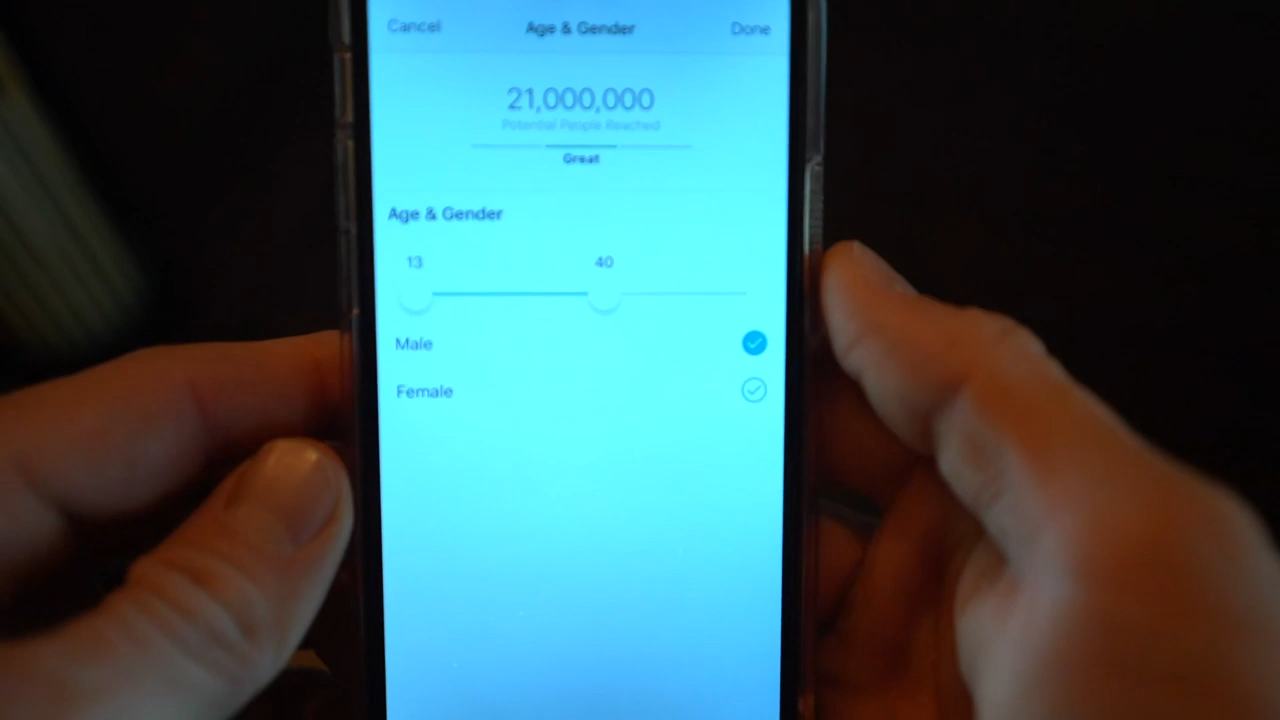 Cancel Age & Gender Done
21,000,000
Potential People Reached
Great
Age & Gender
13 40
Male
Female